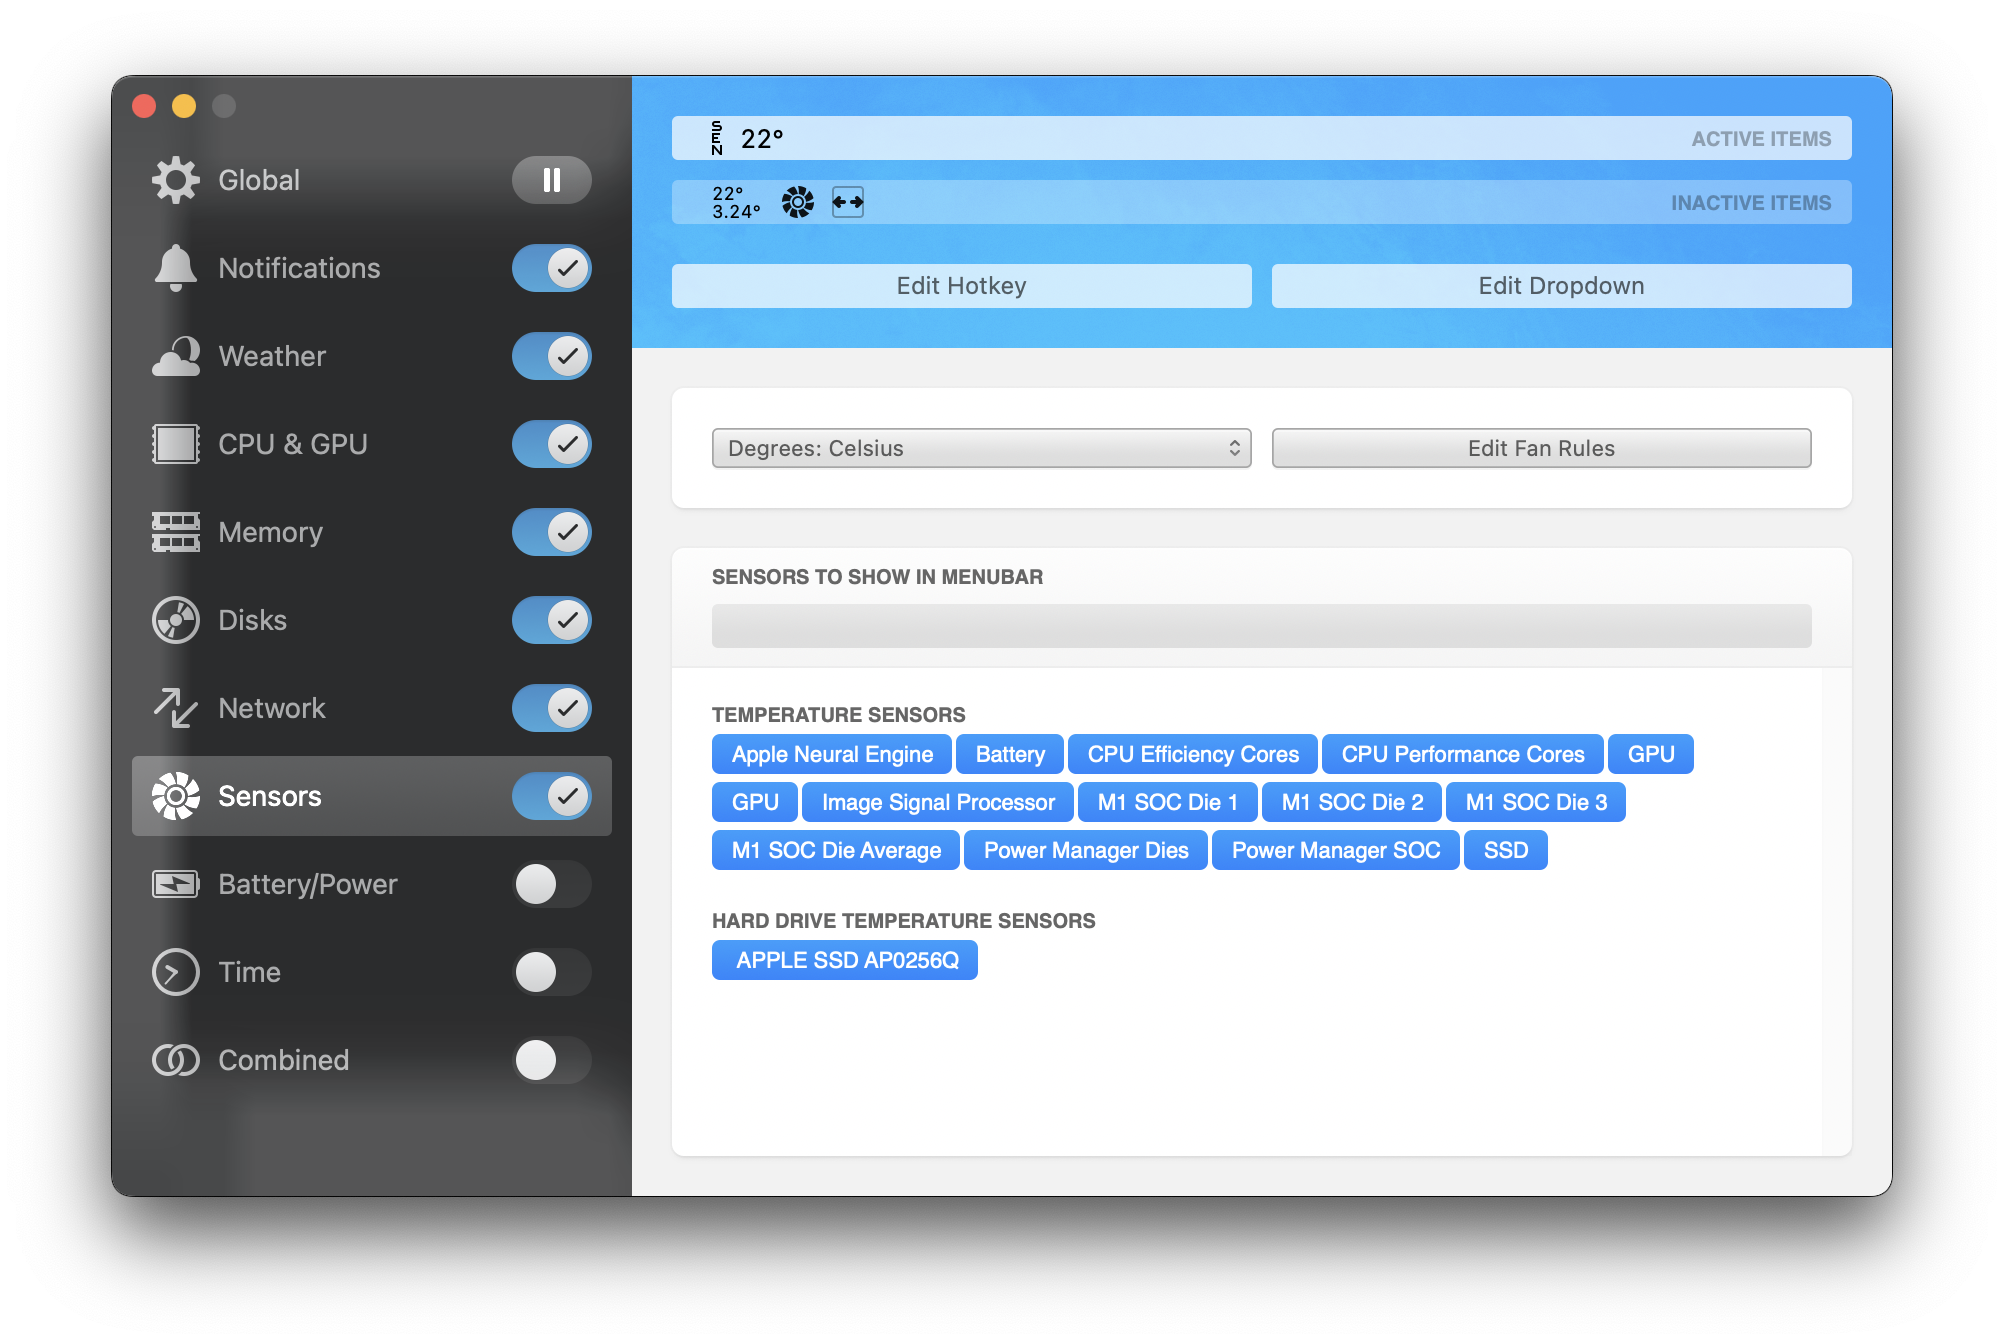 Global
Notifications
Weather
CPU & GPU
Memory
Disks
Network
Sensors
Battery/Power
Time
Combined
SEN 22° ACTIVE ITEMS
22°
3.24°
INACTIVE ITEMS
Edit Hotkey Edit Dropdown
Degrees: Celsius Edit Fan Rules
SENSORS TO SHOW IN MENUBAR
TEMPERATURE SENSORS
Apple Neural Engine Battery CPU Efficiency Cores CPU Performance Cores GPU
GPU Image Signal Processor M1 SOC Die 1 M1 SOC Die 2 M1 SOC Die 3
M1 SOC Die Average Power Manager Dies Power Manager SOC SSD
HARD DRIVE TEMPERATURE SENSORS
APPLE SSD AP0256Q